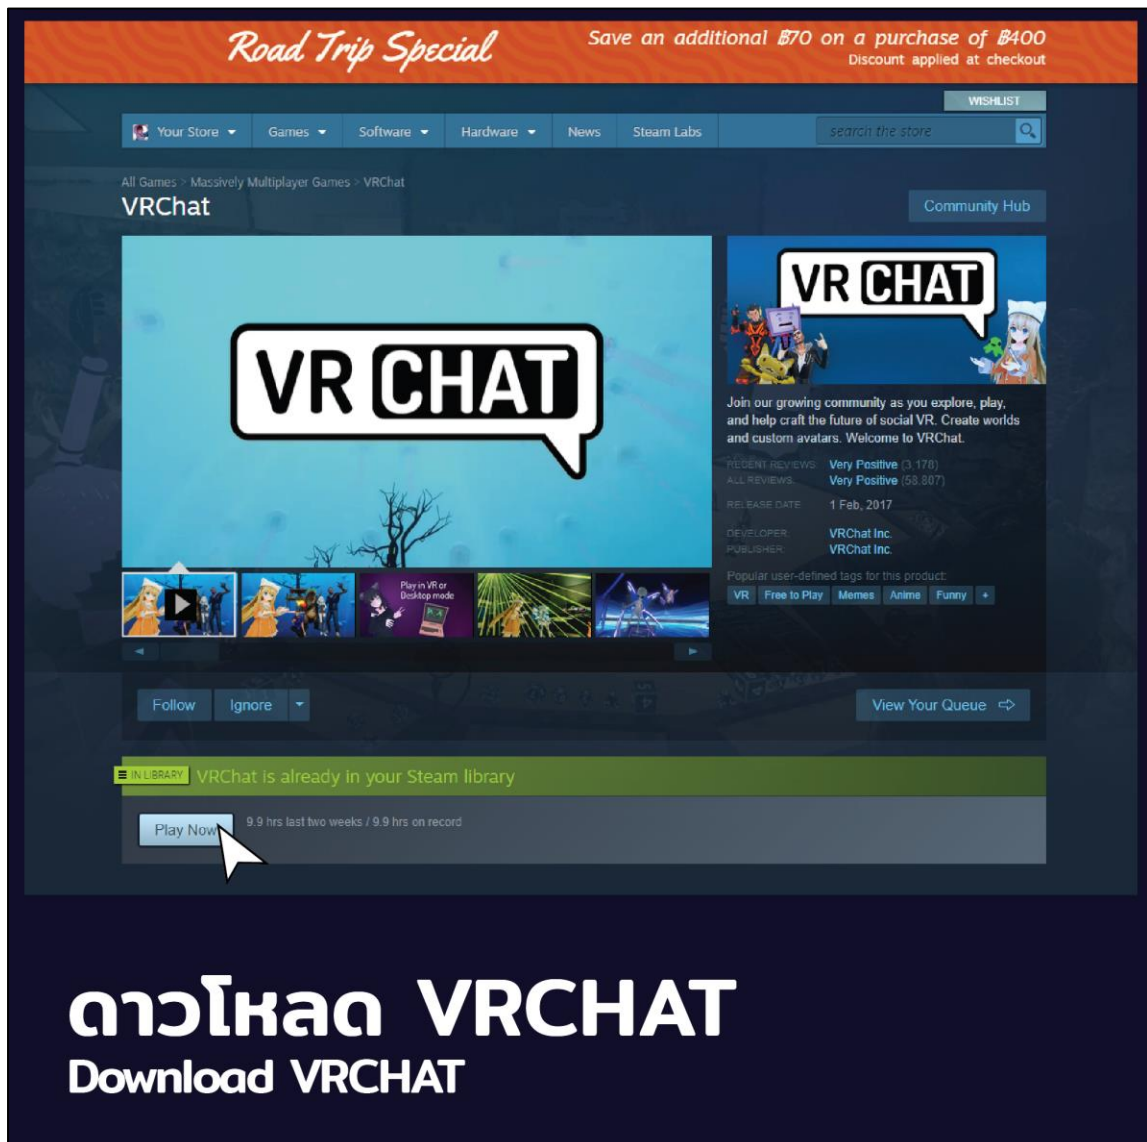 Road Trip Special
Save an additional ฿70 on a purchase of ฿400
Discount applied at checkout
WISHLIST
Your Store
Games
Software
Hardware
News
Steam Labs
search the store
All Games > Massively Multiplayer Games > VRChat
VRChat
Community Hub
VR CHAT
VR CHAT
Join our growing community as you explore, play,
and help craft the future of social VR. Create worlds
and custom avatars. Welcome to VRChat.
RECENT REVIEWS: Very Positive (3,178)
ALL REVIEWS: Very Positive (58,807)
RELEASE DATE: 1 Feb, 2017
DEVELOPER: VRChat Inc.
PUBLISHER: VRChat Inc.
Popular user-defined tags for this product:
VR Free to Play Memes Anime Funny +
Play in VR or
Desktop mode
Follow
Ignore
View Your Queue
IN LIBRARY
VRChat is already in your Steam library
Play Now
9.9 hrs last two weeks / 9.9 hrs on record
ดาวโหลด VRCHAT
Download VRCHAT